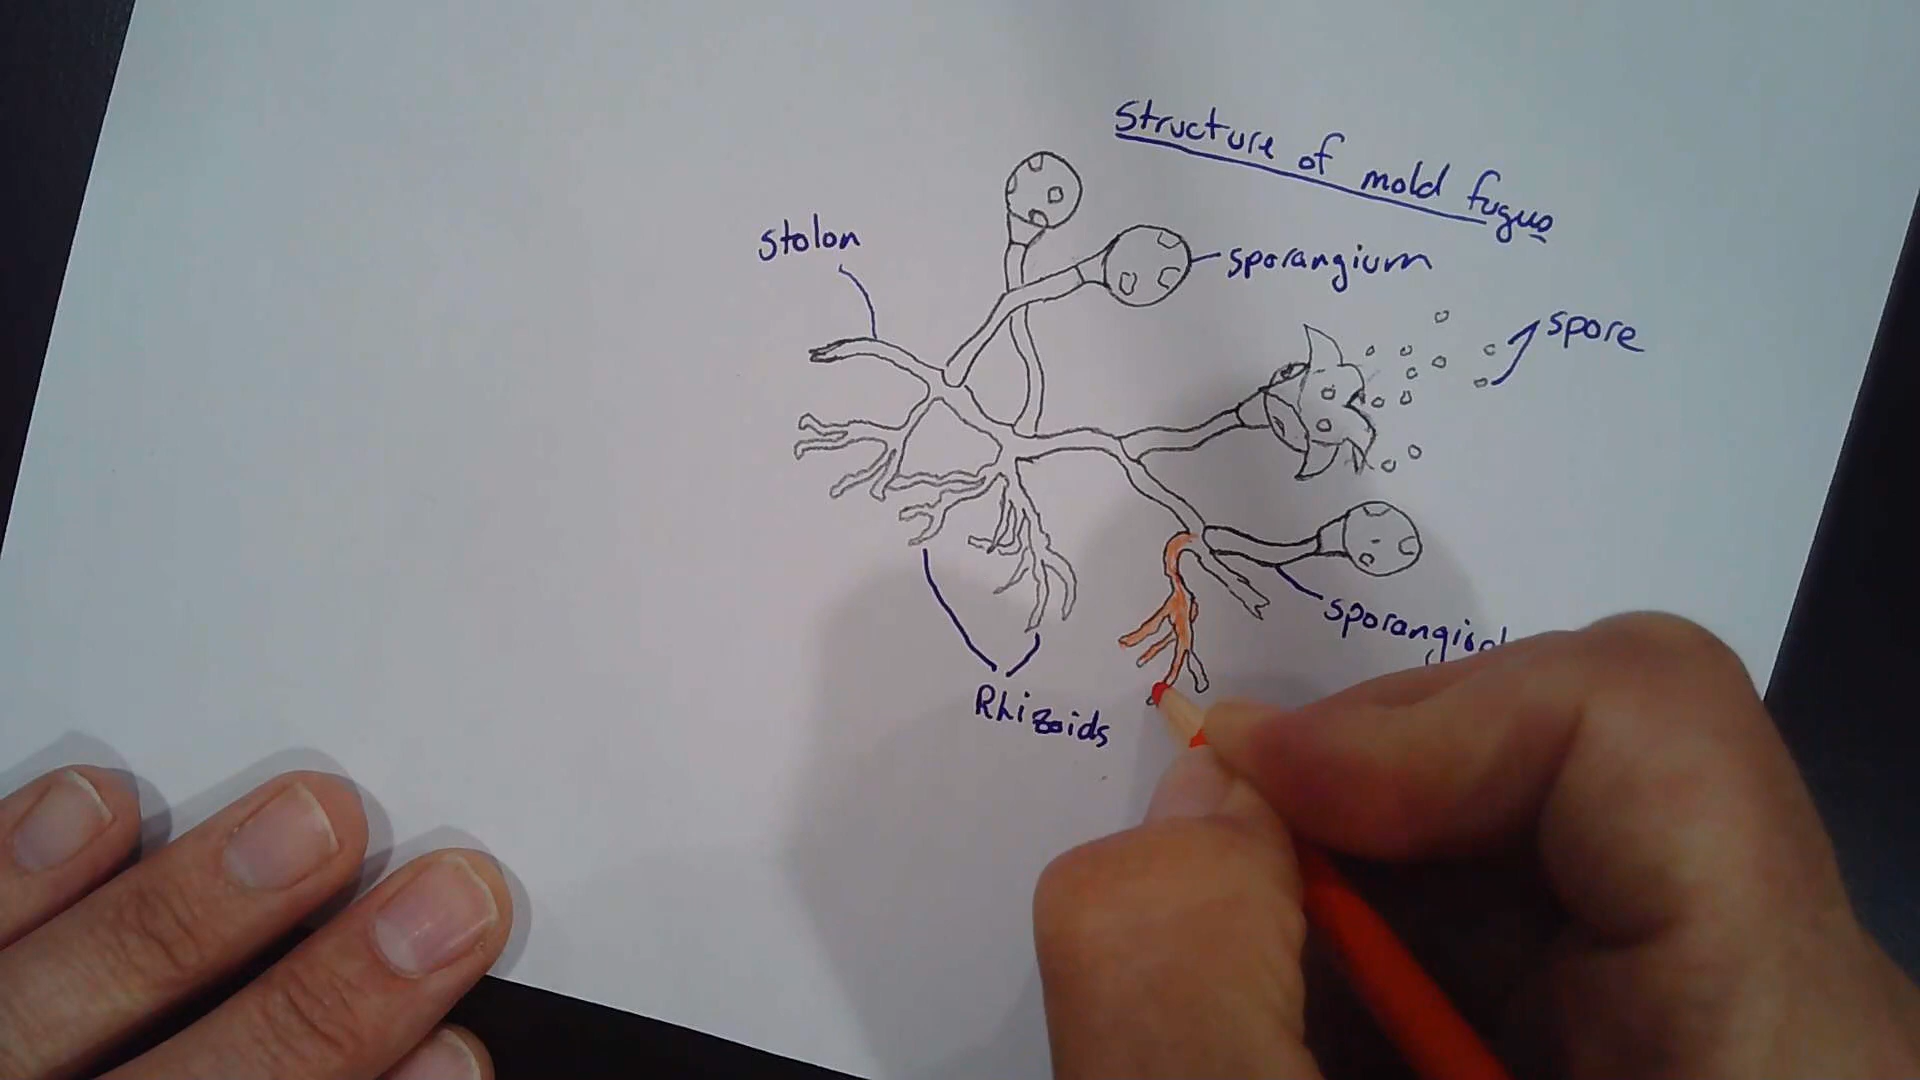 Structure of mold fugus
stolon
sporangium
spore
Rhizoids